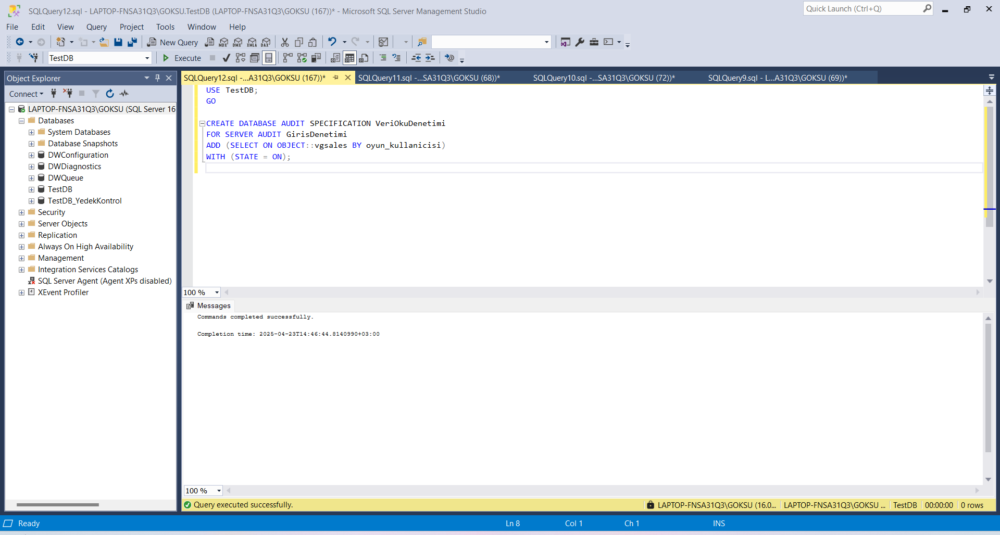 SQLQuery12.sql - LAPTOP-FNSA31Q3\GOKSU.TestDB (LAPTOP-FNSA31Q3\GOKSU (167))* - Microsoft SQL Server Management Studio
Quick Launch (Ctrl+Q)
File Edit View Query Project Tools Window Help
New Query MDX DMX XMLA DAX
TestDB Execute
Object Explorer
Connect
LAPTOP-FNSA31Q3\GOKSU (SQL Server 16
Databases
System Databases
Database Snapshots
DWConfiguration
DWDiagnostics
DWQueue
TestDB
TestDB_YedekKontrol
Security
Server Objects
Replication
Always On High Availability
Management
Integration Services Catalogs
SQL Server Agent (Agent XPs disabled)
XEvent Profiler
SQLQuery12.sql -...A31Q3\GOKSU (167))* SQLQuery11.sql -...SA31Q3\GOKSU (68))* SQLQuery10.sql -...SA31Q3\GOKSU (72))* SQLQuery9.sql - L...A31Q3\GOKSU (69))*
USE TestDB;
GO
CREATE DATABASE AUDIT SPECIFICATION VeriOkuDenetimi
FOR SERVER AUDIT GirisDenetimi
ADD (SELECT ON OBJECT::vgsales BY oyun_kullanicisi)
WITH (STATE = ON);
100 %
Messages
Commands completed successfully.
Completion time: 2025-04-23T14:46:44.8140990+03:00
100 %
Query executed successfully. LAPTOP-FNSA31Q3\GOKSU (16.0... LAPTOP-FNSA31Q3\GOKSU ... TestDB 00:00:00 0 rows
Ready Ln 8 Col 1 Ch 1 INS